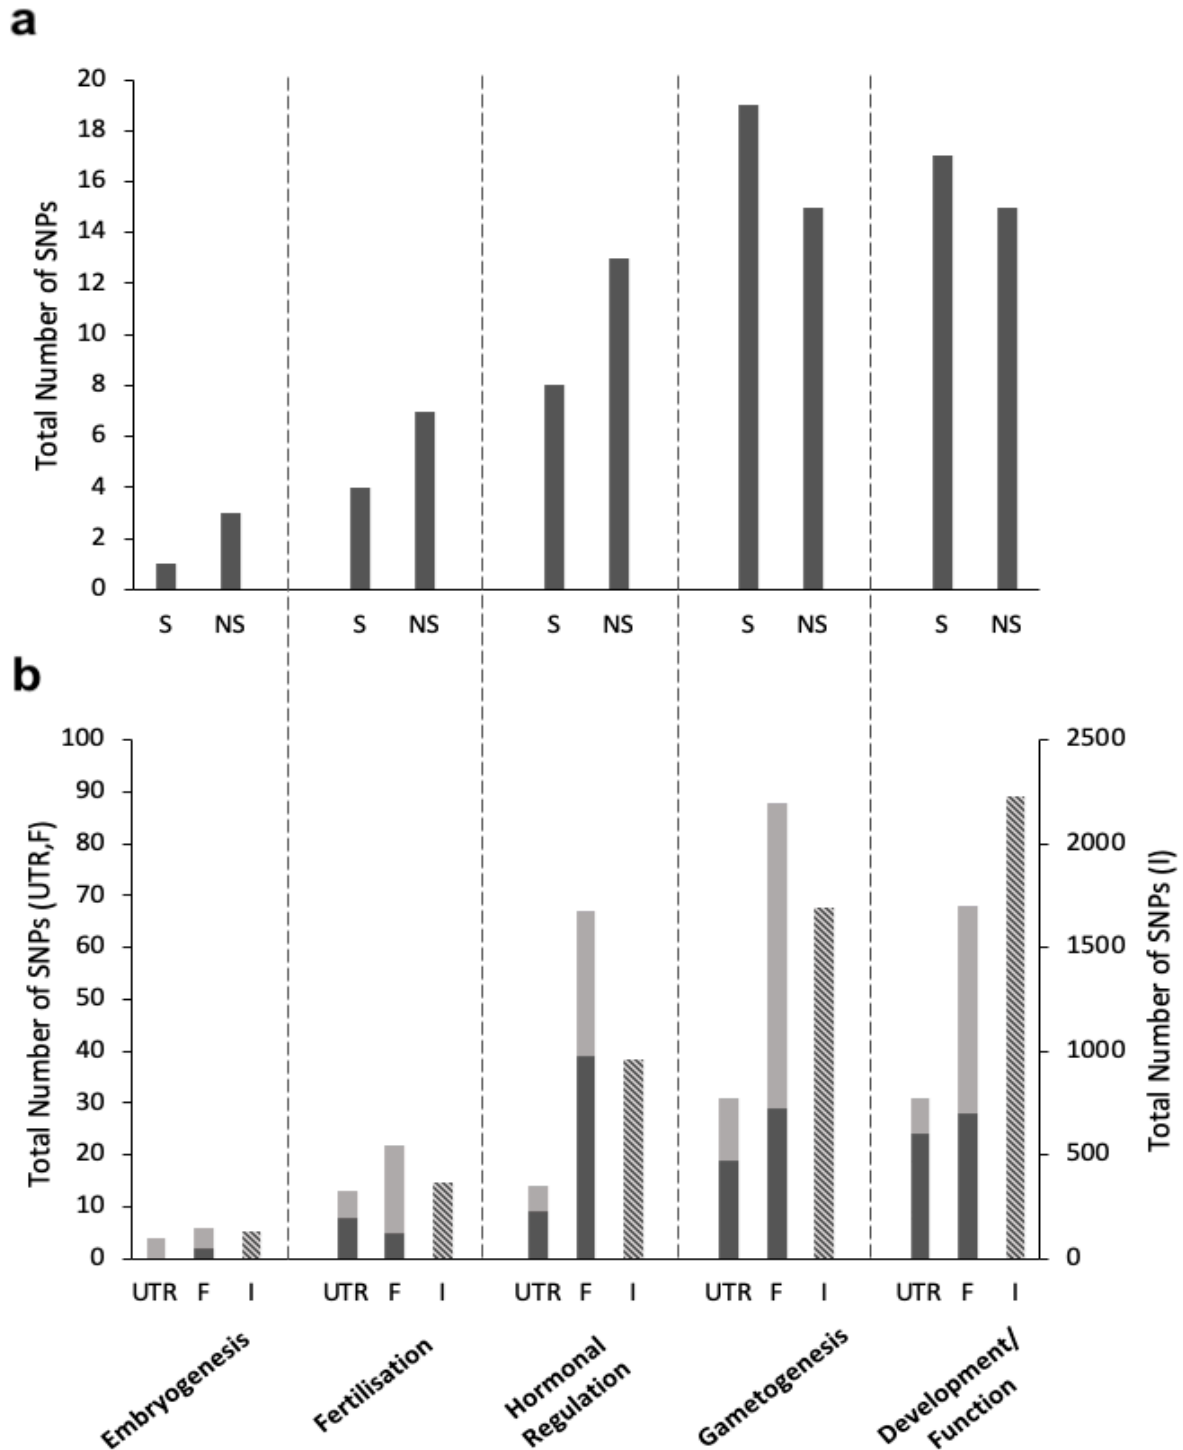 a
Total Number of SNPs
20
18
16
14
12
10
8
6
4
2
0
S NS S NS S NS S NS S NS
b
Total Number of SNPs (UTR,F)
100
90
80
70
60
50
40
30
20
10
0
2500
2000
1500
1000
500
0
Total Number of SNPs (I)
UTR F I UTR F I UTR F I UTR F I UTR F I
Embryogenesis
Fertilisation
Hormonal
Regulation
Gametogenesis
Development/
Function